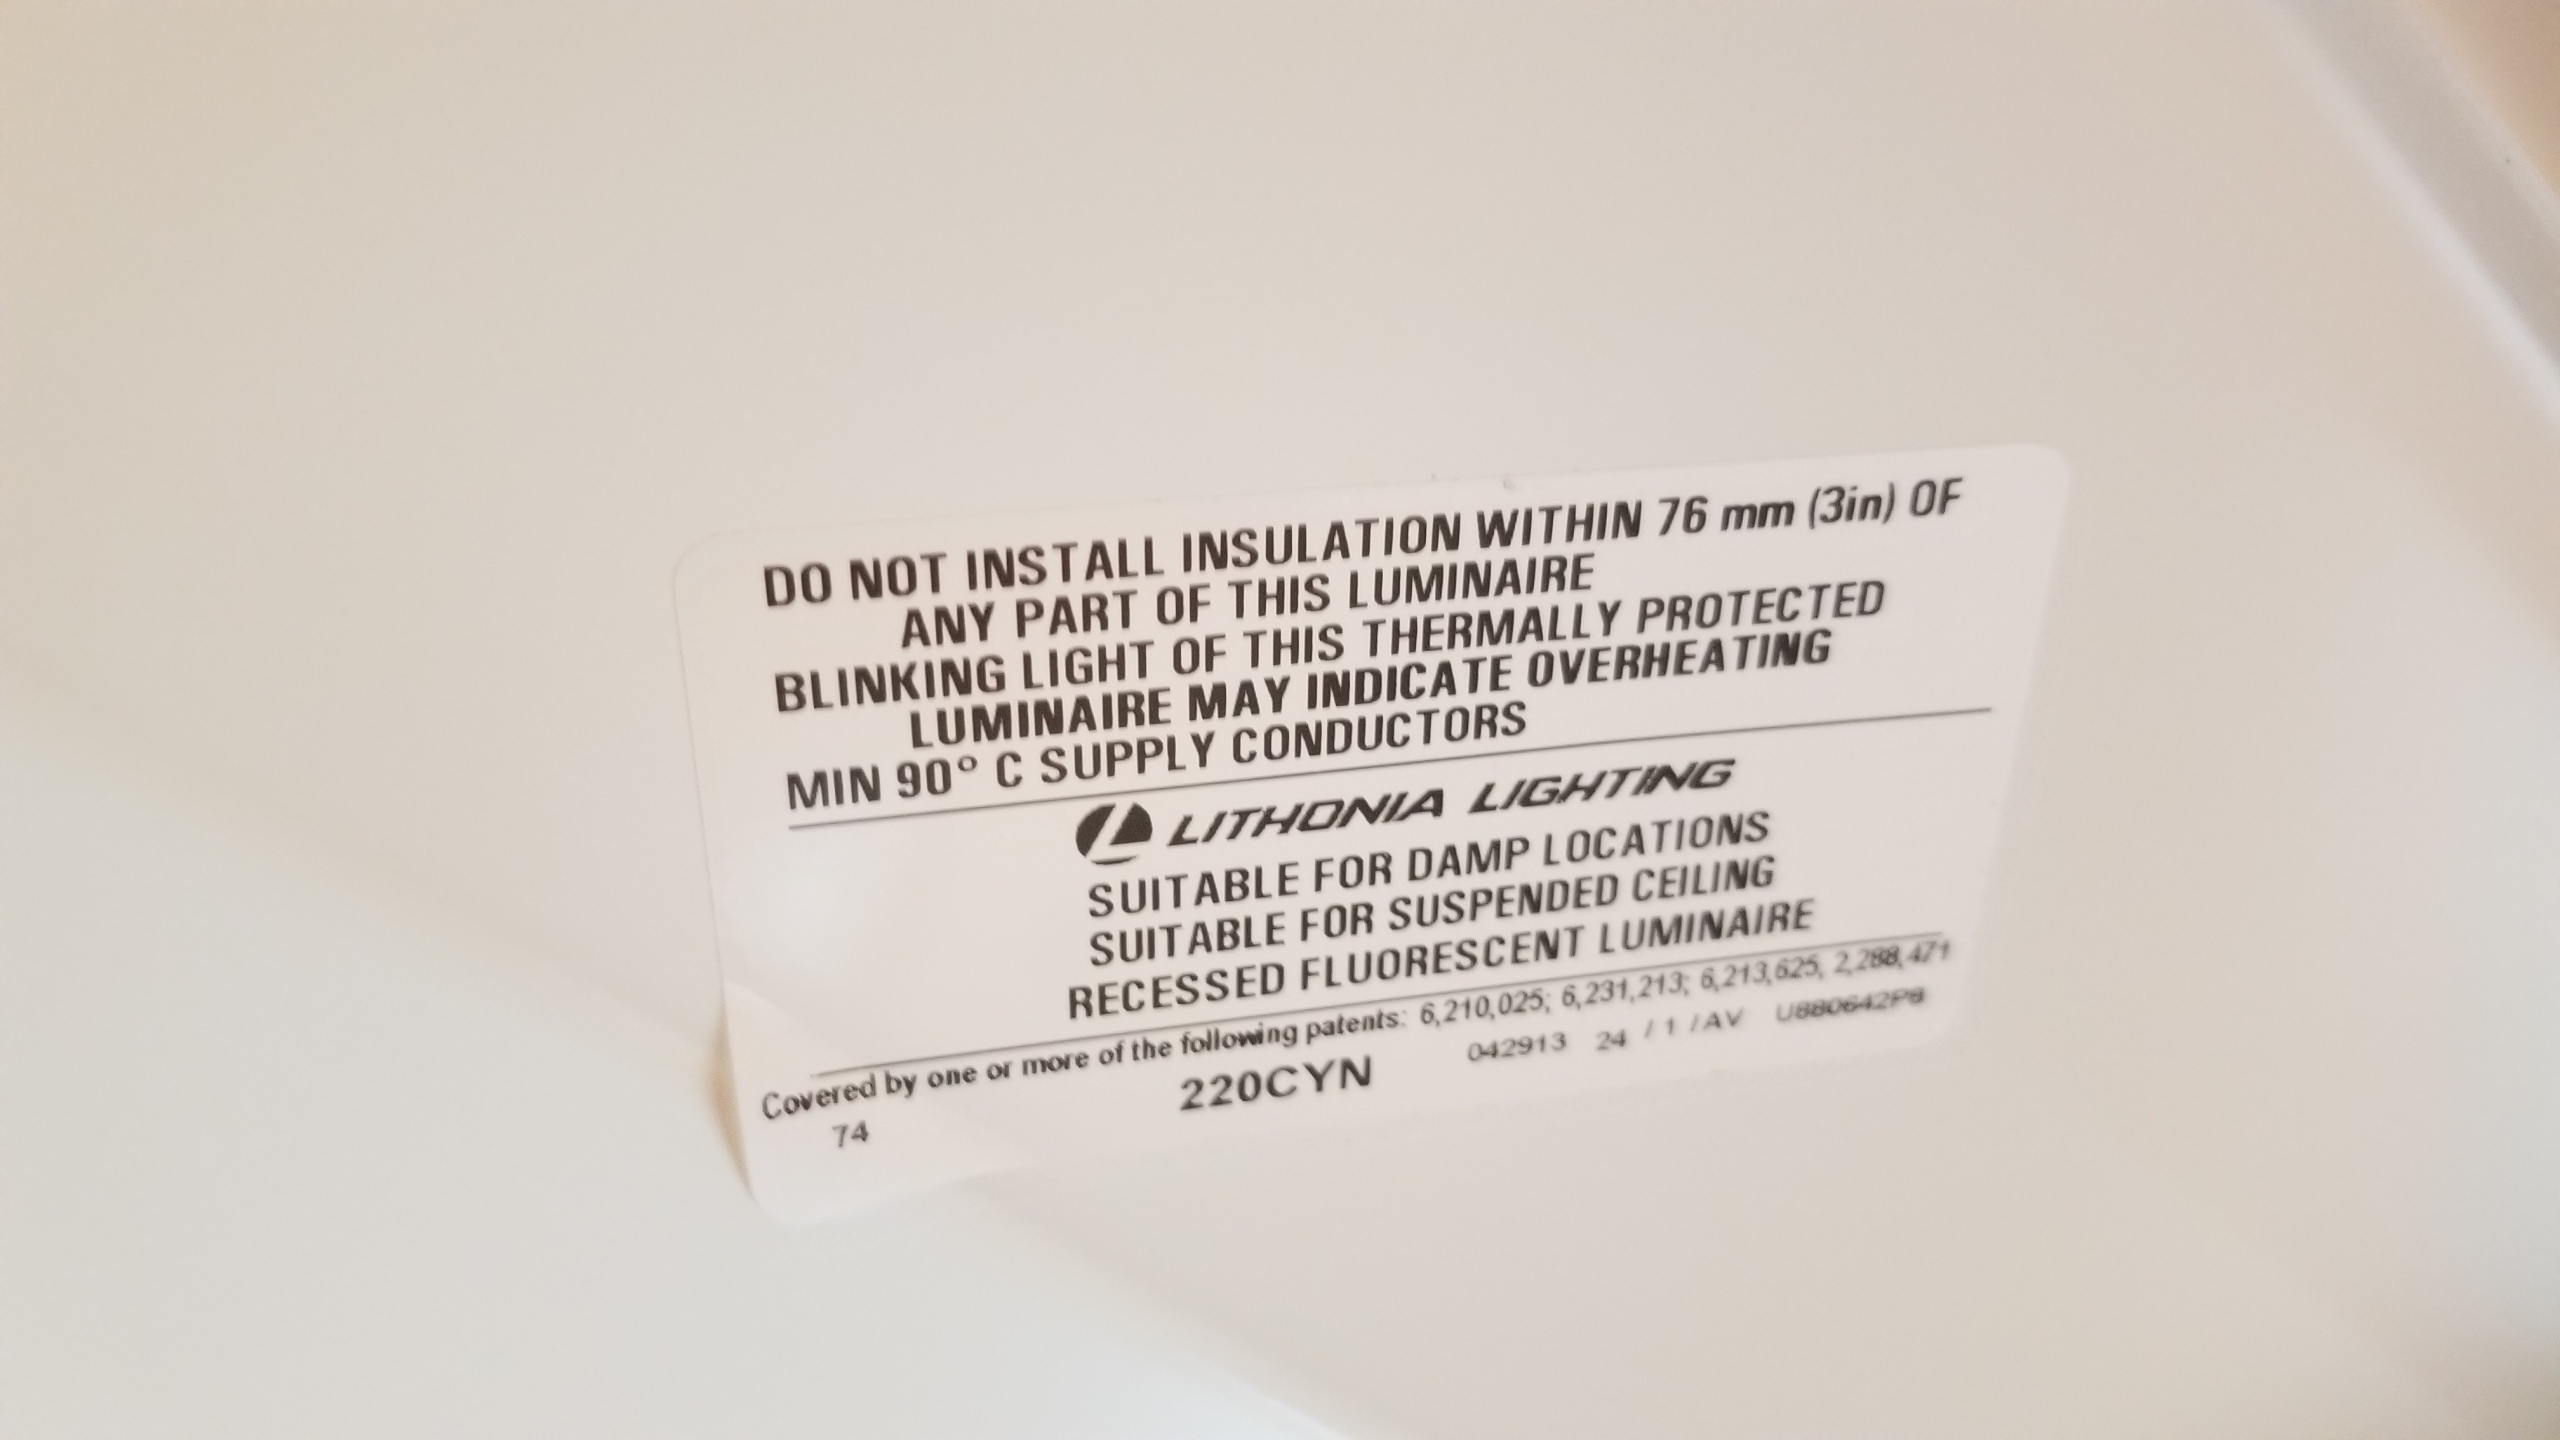 DO NOT INSTALL INSULATION WITHIN 76 mm (3in) OF
ANY PART OF THIS LUMINAIRE
BLINKING LIGHT OF THIS THERMALLY PROTECTED
LUMINAIRE MAY INDICATE OVERHEATING
MIN 90° C SUPPLY CONDUCTORS
LITHONIA LIGHTING
SUITABLE FOR DAMP LOCATIONS
SUITABLE FOR SUSPENDED CEILING
RECESSED FLUORESCENT LUMINAIRE
Covered by one or more of the following patents: 6,210,025; 6,231,213; 6,213,625, 2,288,471
74 220CYN 042913 24 / 1 /AV